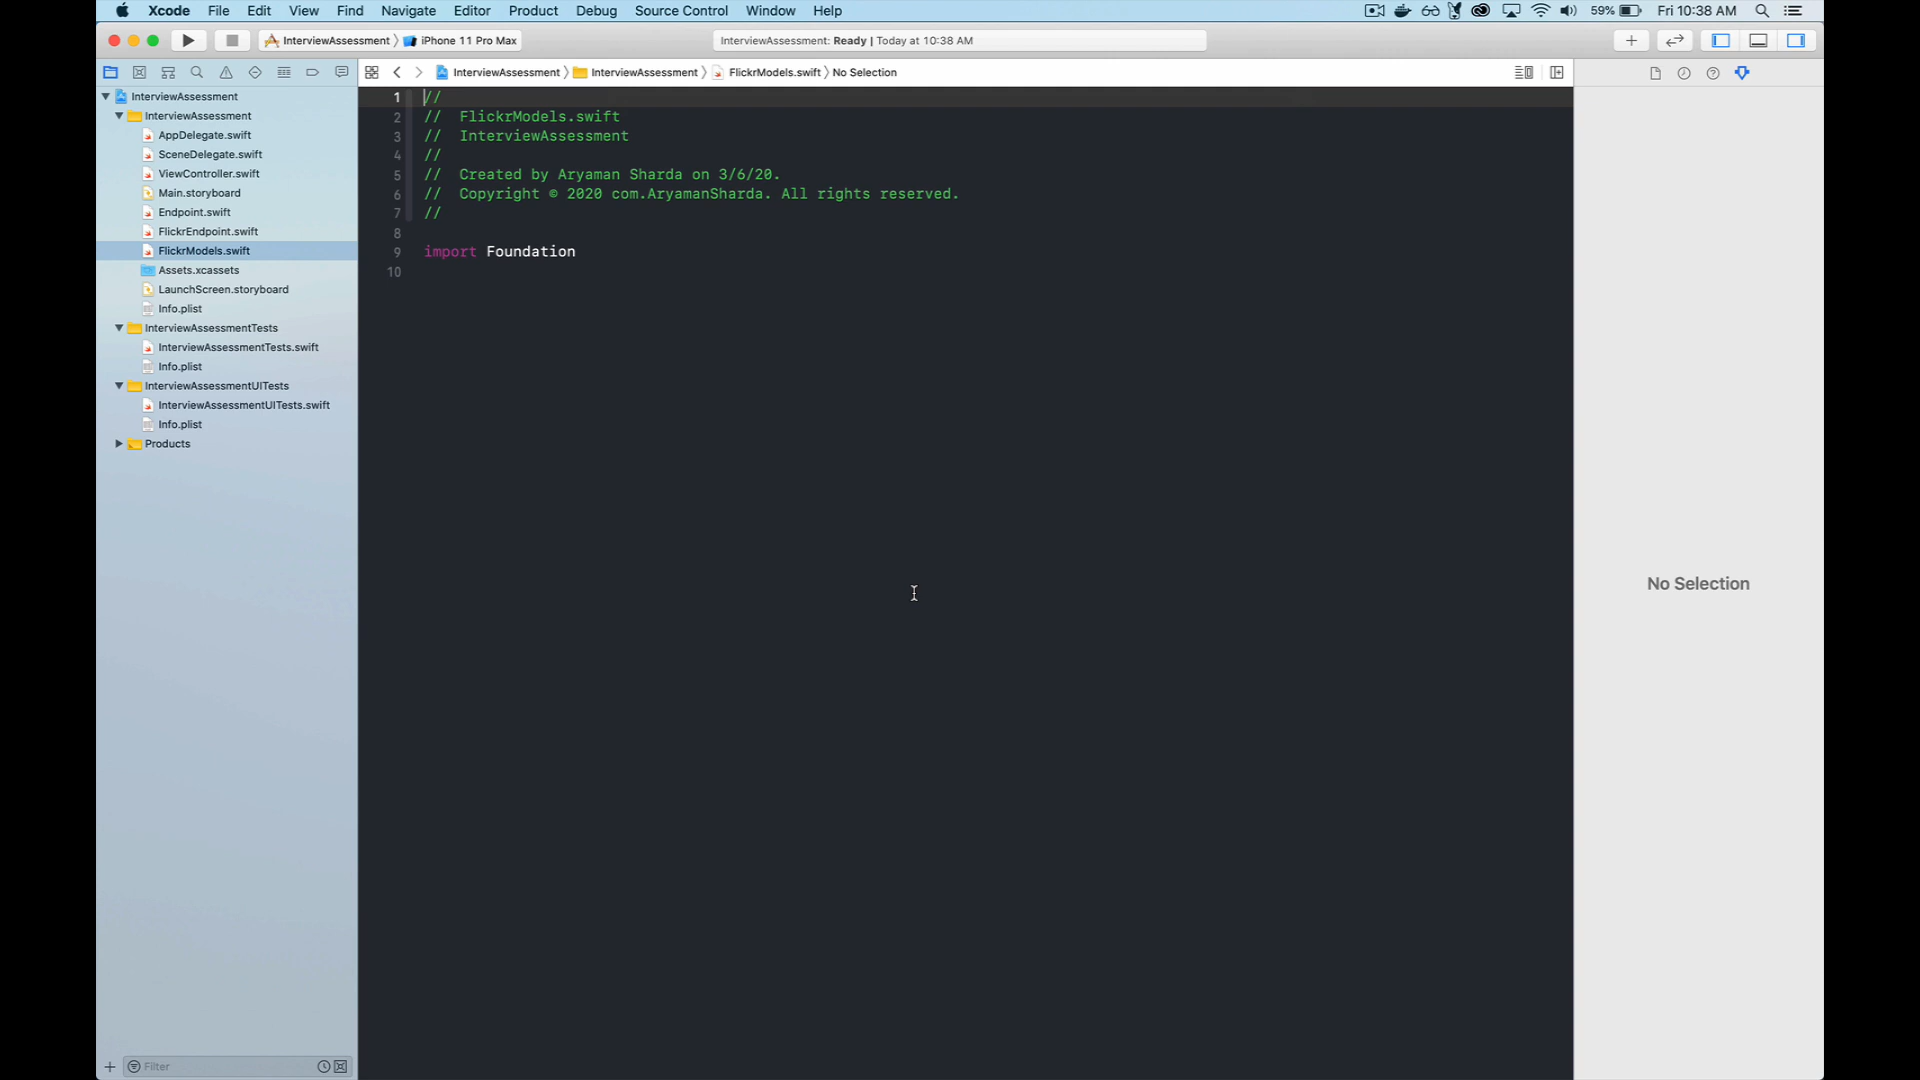 Xcode File Edit View Find Navigate Editor Product Debug Source Control Window Help
59% Fri 10:38 AM
InterviewAssessment iPhone 11 Pro Max
InterviewAssessment: Ready | Today at 10:38 AM
InterviewAssessment InterviewAssessment FlickrModels.swift No Selection
InterviewAssessment
InterviewAssessment
AppDelegate.swift
SceneDelegate.swift
ViewController.swift
Main.storyboard
Endpoint.swift
FlickrEndpoint.swift
FlickrModels.swift
Assets.xcassets
LaunchScreen.storyboard
Info.plist
InterviewAssessmentTests
InterviewAssessmentTests.swift
Info.plist
InterviewAssessmentUITests
InterviewAssessmentUITests.swift
Info.plist
Products
Filter
1 //
2 // FlickrModels.swift
3 // InterviewAssessment
4 //
5 // Created by Aryaman Sharda on 3/6/20.
6 // Copyright © 2020 com.AryamanSharda. All rights reserved.
7 //
8
9 import Foundation
10
No Selection